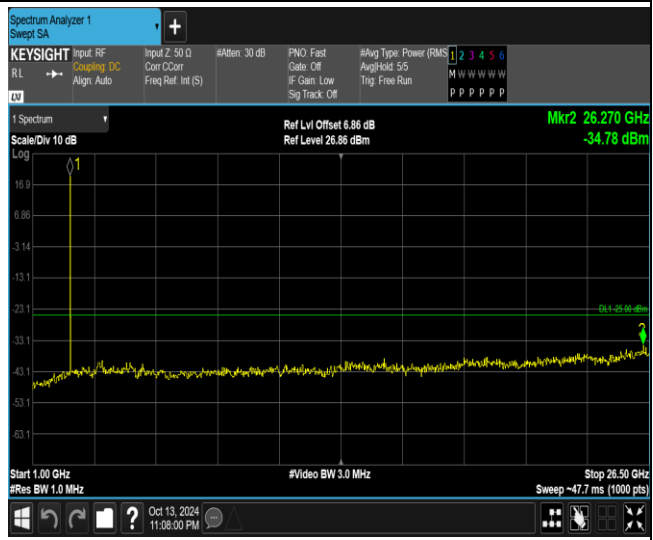 Spectrum Analyzer 1
Swept SA
+
KEYSIGHT
RL
Input: RF
Coupling: DC
Align: Auto
Input Z: 50 Ω
Corr CCorr
Freq Ref: Int (S)
#Atten: 30 dB
PNO: Fast
Gate: Off
IF Gain: Low
Sig Track: Off
#Avg Type: Power (RMS
Avg|Hold: 5/5
Trig: Free Run
1 2 3 4 5 6
M W W W W W
P P P P P P
LXI
1 Spectrum
Scale/Div 10 dB
Ref Lvl Offset 6.86 dB
Ref Level 26.86 dBm
Mkr2 26.270 GHz
-34.78 dBm
Log
1
16.9
6.86
-3.14
-13.1
-23.1
DL1 -25.00 dBm
2
-33.1
-43.1
-53.1
-63.1
Start 1.00 GHz
#Video BW 3.0 MHz
Stop 26.50 GHz
#Res BW 1.0 MHz
Sweep ~47.7 ms (1000 pts)
?
Oct 13, 2024
11:08:00 PM